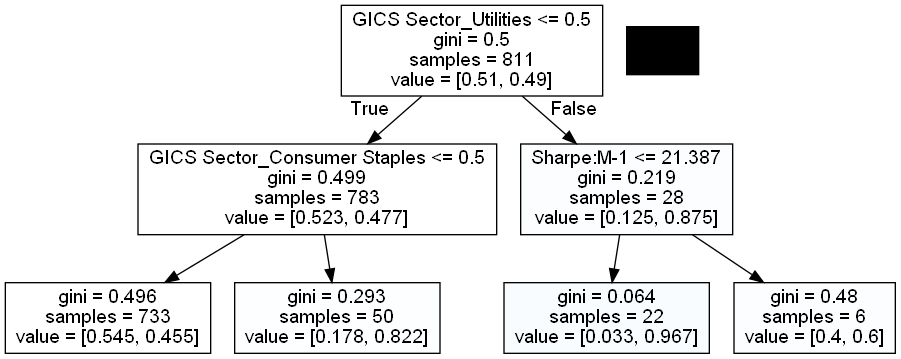 GICS Sector_Utilities <= 0.5
gini = 0.5
samples = 811
value = [0.51, 0.49]
True
False
GICS Sector_Consumer Staples <= 0.5
gini = 0.499
samples = 783
value = [0.523, 0.477]
Sharpe:M-1 <= 21.387
gini = 0.219
samples = 28
value = [0.125, 0.875]
gini = 0.496
samples = 733
value = [0.545, 0.455]
gini = 0.293
samples = 50
value = [0.178, 0.822]
gini = 0.064
samples = 22
value = [0.033, 0.967]
gini = 0.48
samples = 6
value = [0.4, 0.6]